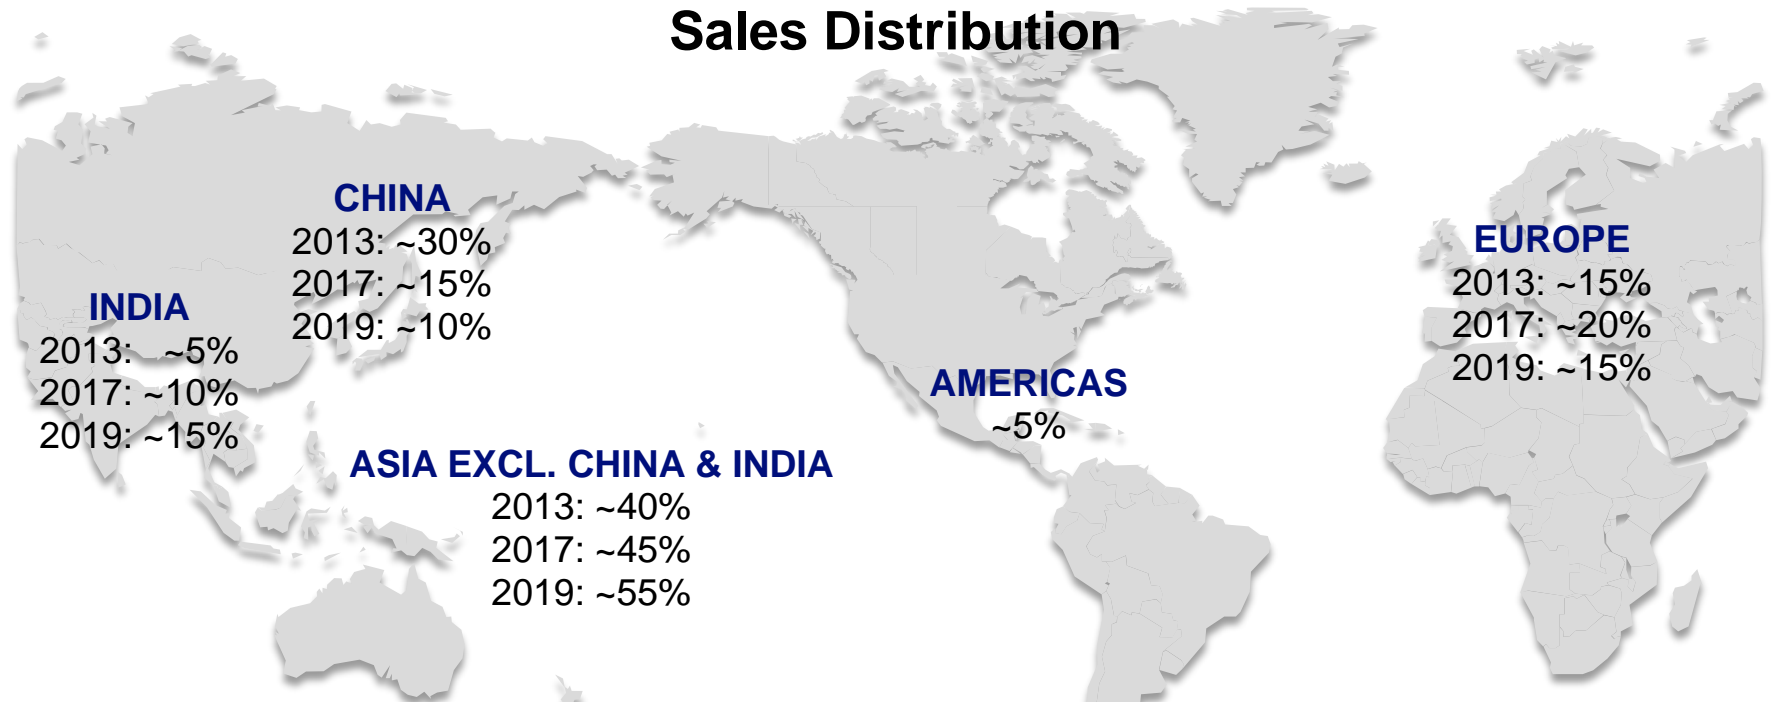 Sales Distribution
CHINA
2013: ~30%
2017: ~15%
2019: ~10%
INDIA
2013: ~5%
2017: ~10%
2019: ~15%
ASIA EXCL. CHINA & INDIA
2013: ~40%
2017: ~45%
2019: ~55%
AMERICAS
~5%
EUROPE
2013: ~15%
2017: ~20%
2019: ~15%